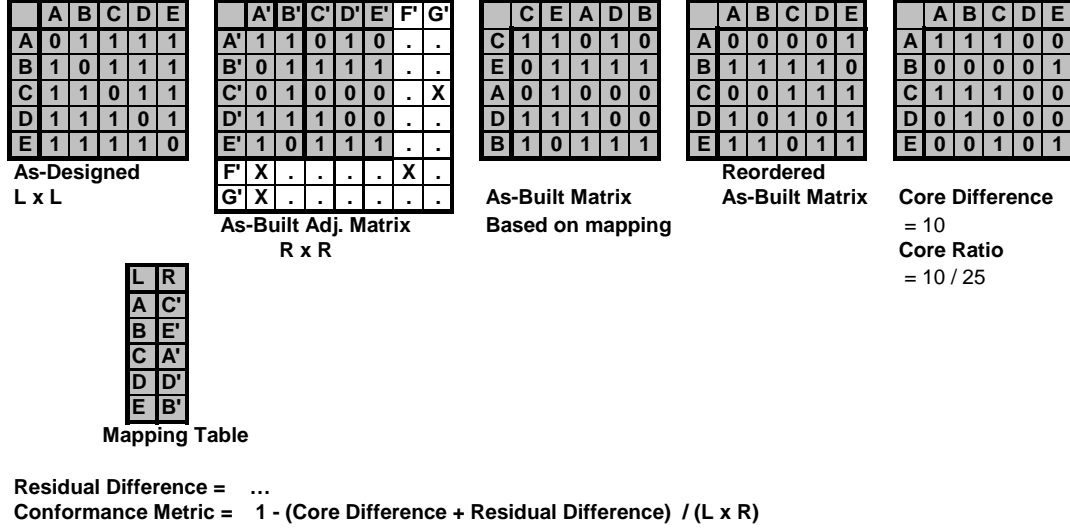 A B C D E
A 0 1 1 1 1
B 1 0 1 1 1
C 1 1 0 1 1
D 1 1 1 0 1
E 1 1 1 1 0
As-Designed
L x L
A' B' C' D' E' F' G'
A' 1 1 0 1 0 . .
B' 0 1 1 1 1 . .
C' 0 1 0 0 0 . X
D' 1 1 1 0 0 . .
E' 1 0 1 1 1 . .
F' X . . . . X .
G' X . . . . . .
As-Built Adj. Matrix
R x R
C E A D B
C 1 1 0 1 0
E 0 1 1 1 1
A 0 1 0 0 0
D 1 1 1 0 0
B 1 0 1 1 1
As-Built Matrix
Based on mapping
A B C D E
A 0 0 0 0 1
B 1 1 1 1 0
C 0 0 1 1 1
D 1 0 1 0 1
E 1 1 0 1 1
Reordered
As-Built Matrix
A B C D E
A 1 1 1 0 0
B 0 0 0 0 1
C 1 1 1 0 0
D 0 1 0 0 0
E 0 0 1 0 1
Core Difference
= 10
Core Ratio
= 10 / 25
L R
A C'
B E'
C A'
D D'
E B'
Mapping Table
Residual Difference = …
Conformance Metric = 1 - (Core Difference + Residual Difference) / (L x R)